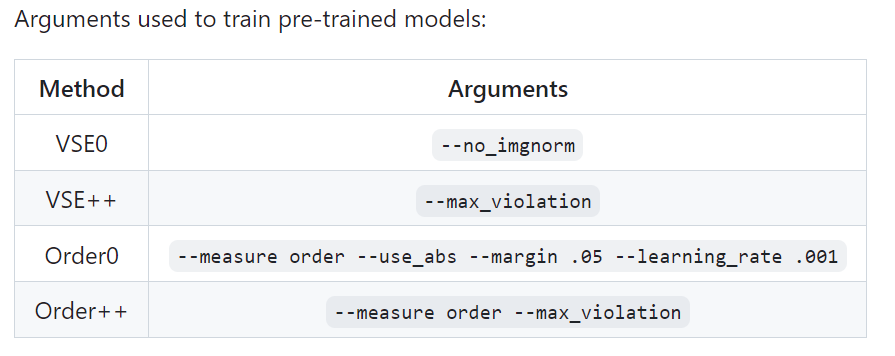 Arguments used to train pre-trained models:
Method Arguments
VSE0 --no_imgnorm
VSE++ --max_violation
Order0 --measure order --use_abs --margin .05 --learning_rate .001
Order++ --measure order --max_violation